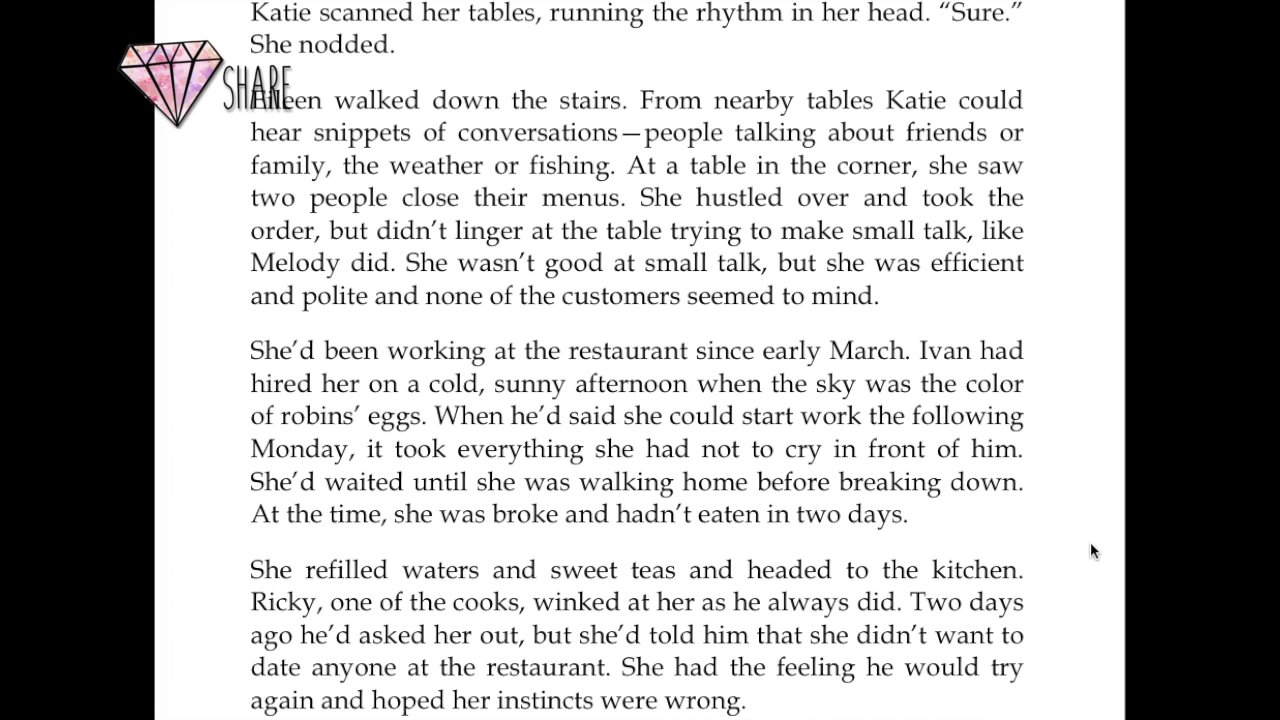 Katie scanned her tables, running the rhythm in her head. “Sure.”
She nodded.
SHARE
Eileen walked down the stairs. From nearby tables Katie could
hear snippets of conversations—people talking about friends or
family, the weather or fishing. At a table in the corner, she saw
two people close their menus. She hustled over and took the
order, but didn’t linger at the table trying to make small talk, like
Melody did. She wasn’t good at small talk, but she was efficient
and polite and none of the customers seemed to mind.
She’d been working at the restaurant since early March. Ivan had
hired her on a cold, sunny afternoon when the sky was the color
of robins’ eggs. When he’d said she could start work the following
Monday, it took everything she had not to cry in front of him.
She’d waited until she was walking home before breaking down.
At the time, she was broke and hadn’t eaten in two days.
She refilled waters and sweet teas and headed to the kitchen.
Ricky, one of the cooks, winked at her as he always did. Two days
ago he’d asked her out, but she’d told him that she didn’t want to
date anyone at the restaurant. She had the feeling he would try
again and hoped her instincts were wrong.